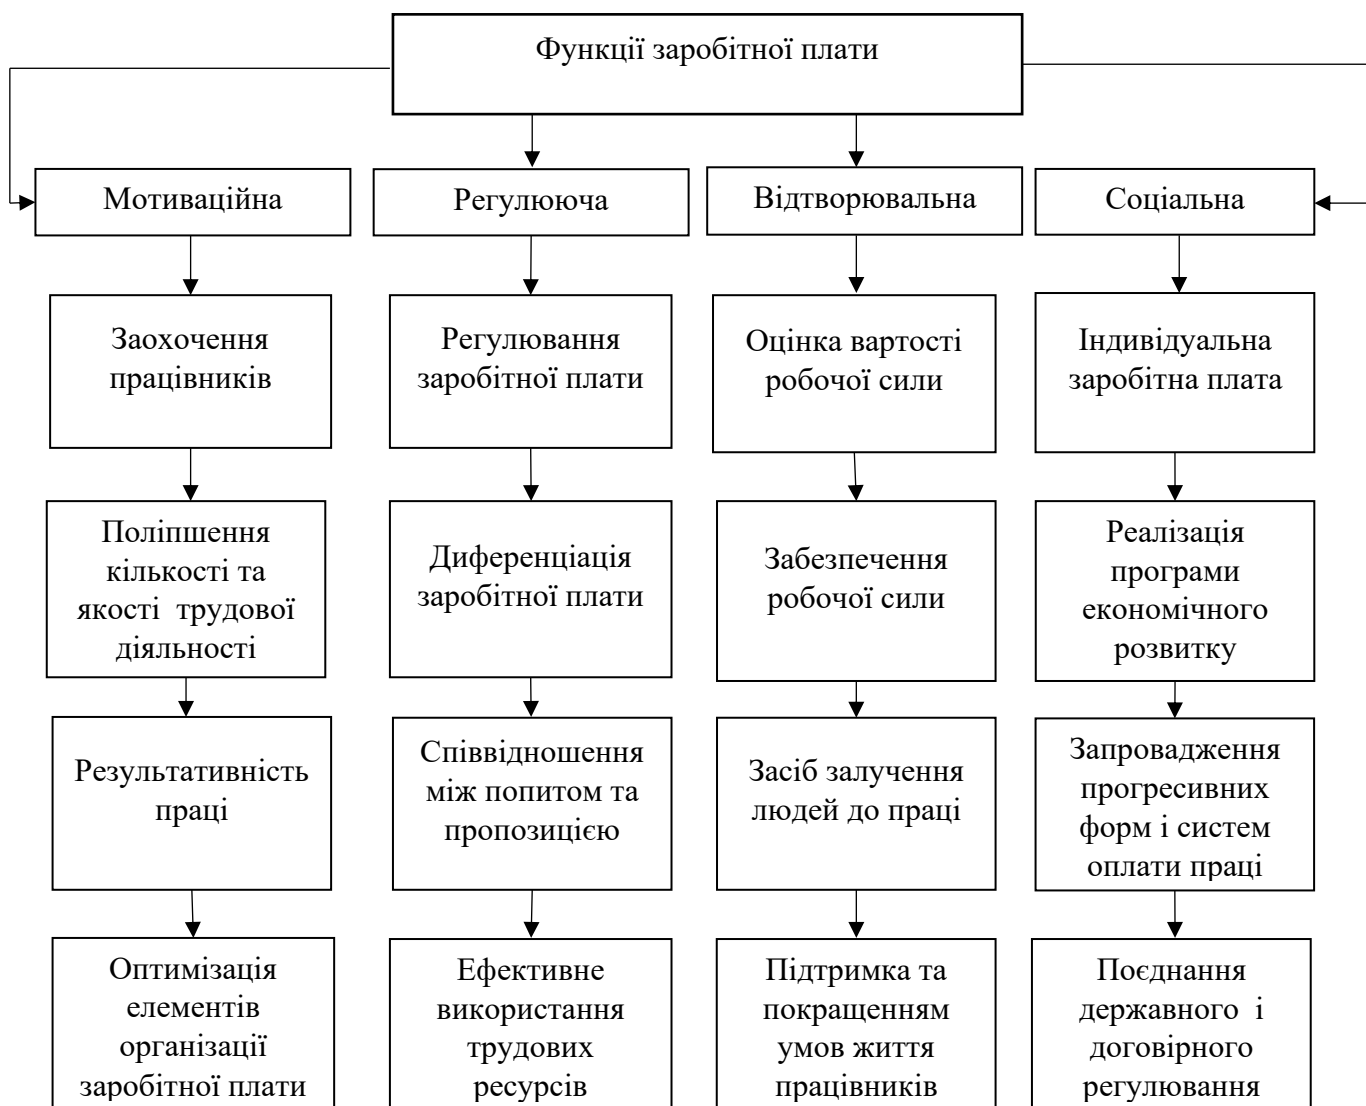 Функції заробітної плати
Мотиваційна
Регулююча
Відтворювальна
Соціальна
Заохочення
працівників
Регулювання
заробітної плати
Оцінка вартості
робочої сили
Індивідуальна
заробітна плата
Поліпшення
кількості та
якості  трудової
діяльності
Диференціація
заробітної плати
Забезпечення
робочої сили
Реалізація
програми
економічного
розвитку
Результативність
праці
Співвідношення
між попитом та
пропозицією
Засіб залучення
людей до праці
Запровадження
прогресивних
форм і систем
оплати праці
Оптимізація
елементів
організації
заробітної плати
Ефективне
використання
трудових
ресурсів
Підтримка та
покращенням
умов життя
працівників
Поєднання
державного  і
договірного
регулювання